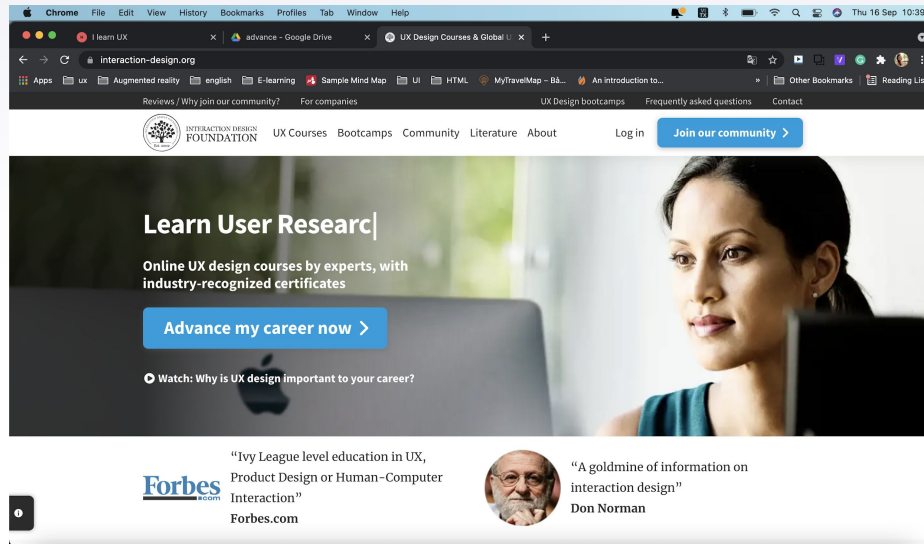 Chrome File Edit View History Bookmarks Profiles Tab Window Help
Thu 16 Sep 10:39
I learn UX
advance - Google Drive
UX Design Courses & Global U
interaction-design.org
Apps ux Augmented reality english E-learning Sample Mind Map UI HTML MyTravelMap – Bả... An introduction to... » Other Bookmarks Reading Lis
Reviews / Why join our community? For companies UX Design bootcamps Frequently asked questions Contact
INTERACTION DESIGN
FOUNDATION
Est. 2002
UX Courses Bootcamps Community Literature About Log in Join our community
Learn User Researc|
Online UX design courses by experts, with
industry-recognized certificates
Advance my career now
Watch: Why is UX design important to your career?
Forbes
.com
“Ivy League level education in UX,
Product Design or Human-Computer
Interaction”
Forbes.com
“A goldmine of information on
interaction design”
Don Norman